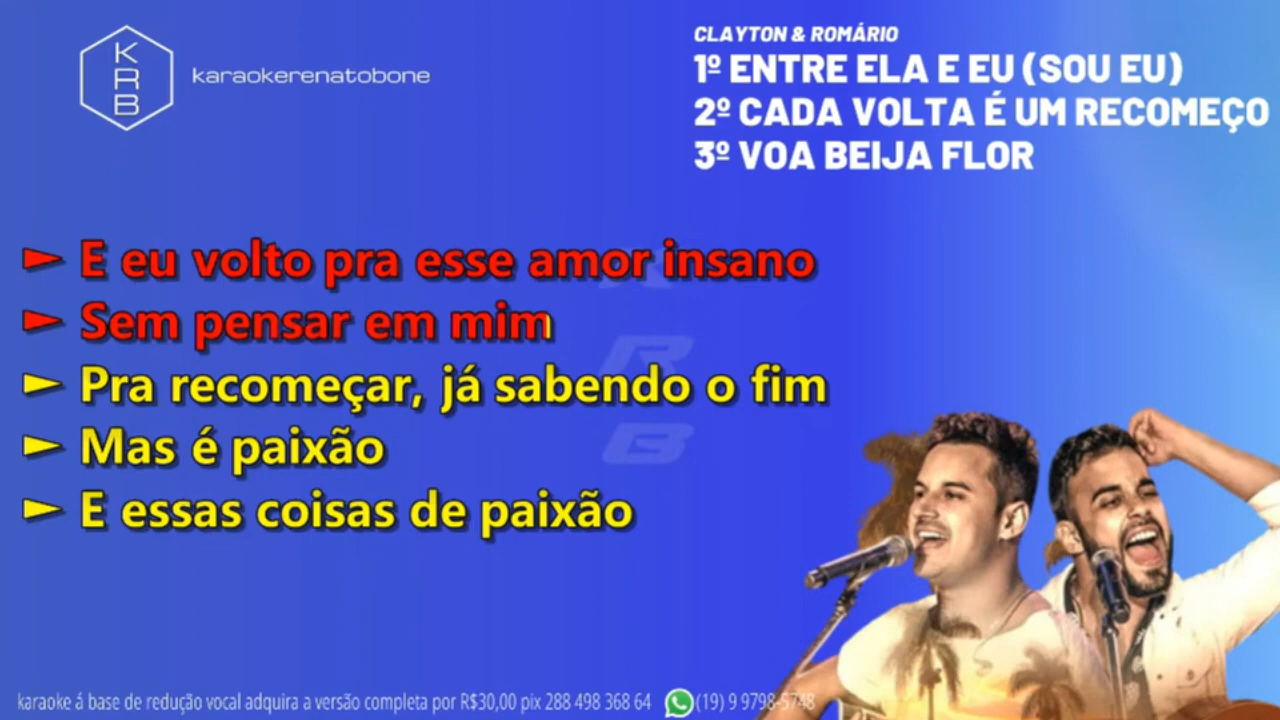 K
R
B
karaokerenatobone
CLAYTON & ROMÁRIO
1º ENTRE ELA E EU (SOU EU)
2º CADA VOLTA É UM RECOMEÇO
3º VOA BEIJA FLOR
► E eu volto pra esse amor insano
► Sem pensar em mim
► Pra recomeçar, já sabendo o fim
► Mas é paixão
► E essas coisas de paixão
K
R
B
karaoke á base de redução vocal adquira a versão completa por R$30,00 pix 288 498 368 64 (19) 9 9798-5748